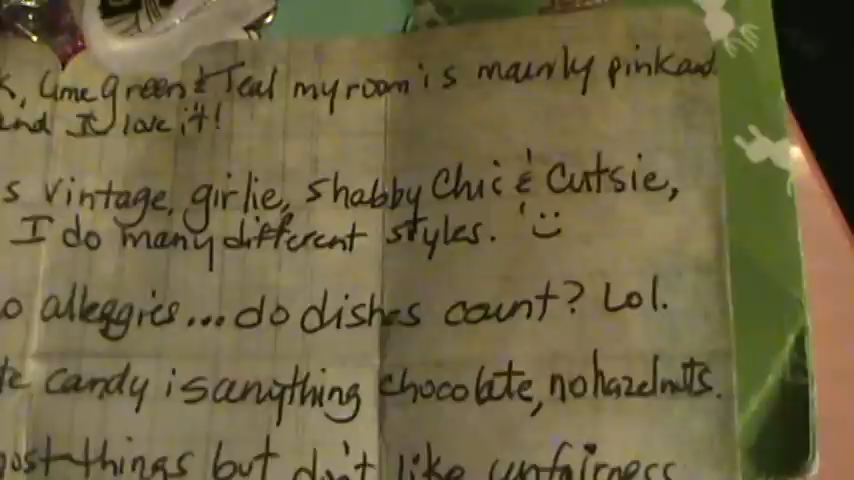 , Lime green & Teal my room is mainly pink and
and I love it!
s vintage, girlie, shabby Chic & Cutsie,
I do many different styles.
o alleggies...do dishes count? Lol.
candy is anything chocolate, no hazelnuts.
things but don't like unfairness